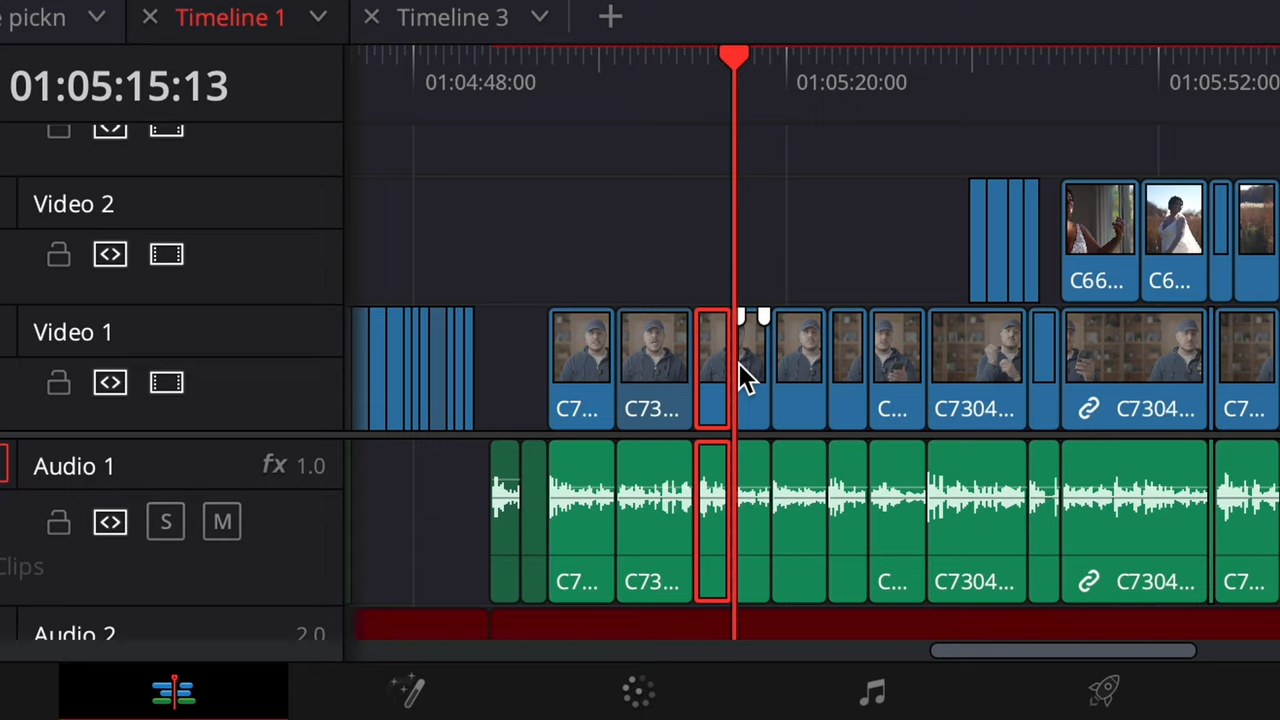 e pickn
Timeline 1
Timeline 3
01:05:15:13
01:04:48:00
01:05:20:00
01:05:52:00
Video 2
C66...
C6...
Video 1
C7...
C73...
C...
C7304...
C7304...
C7...
Audio 1
fx 1.0
S
M
Clips
C7...
C73...
C...
C7304...
C7304...
C7...
Audio 2
2.0